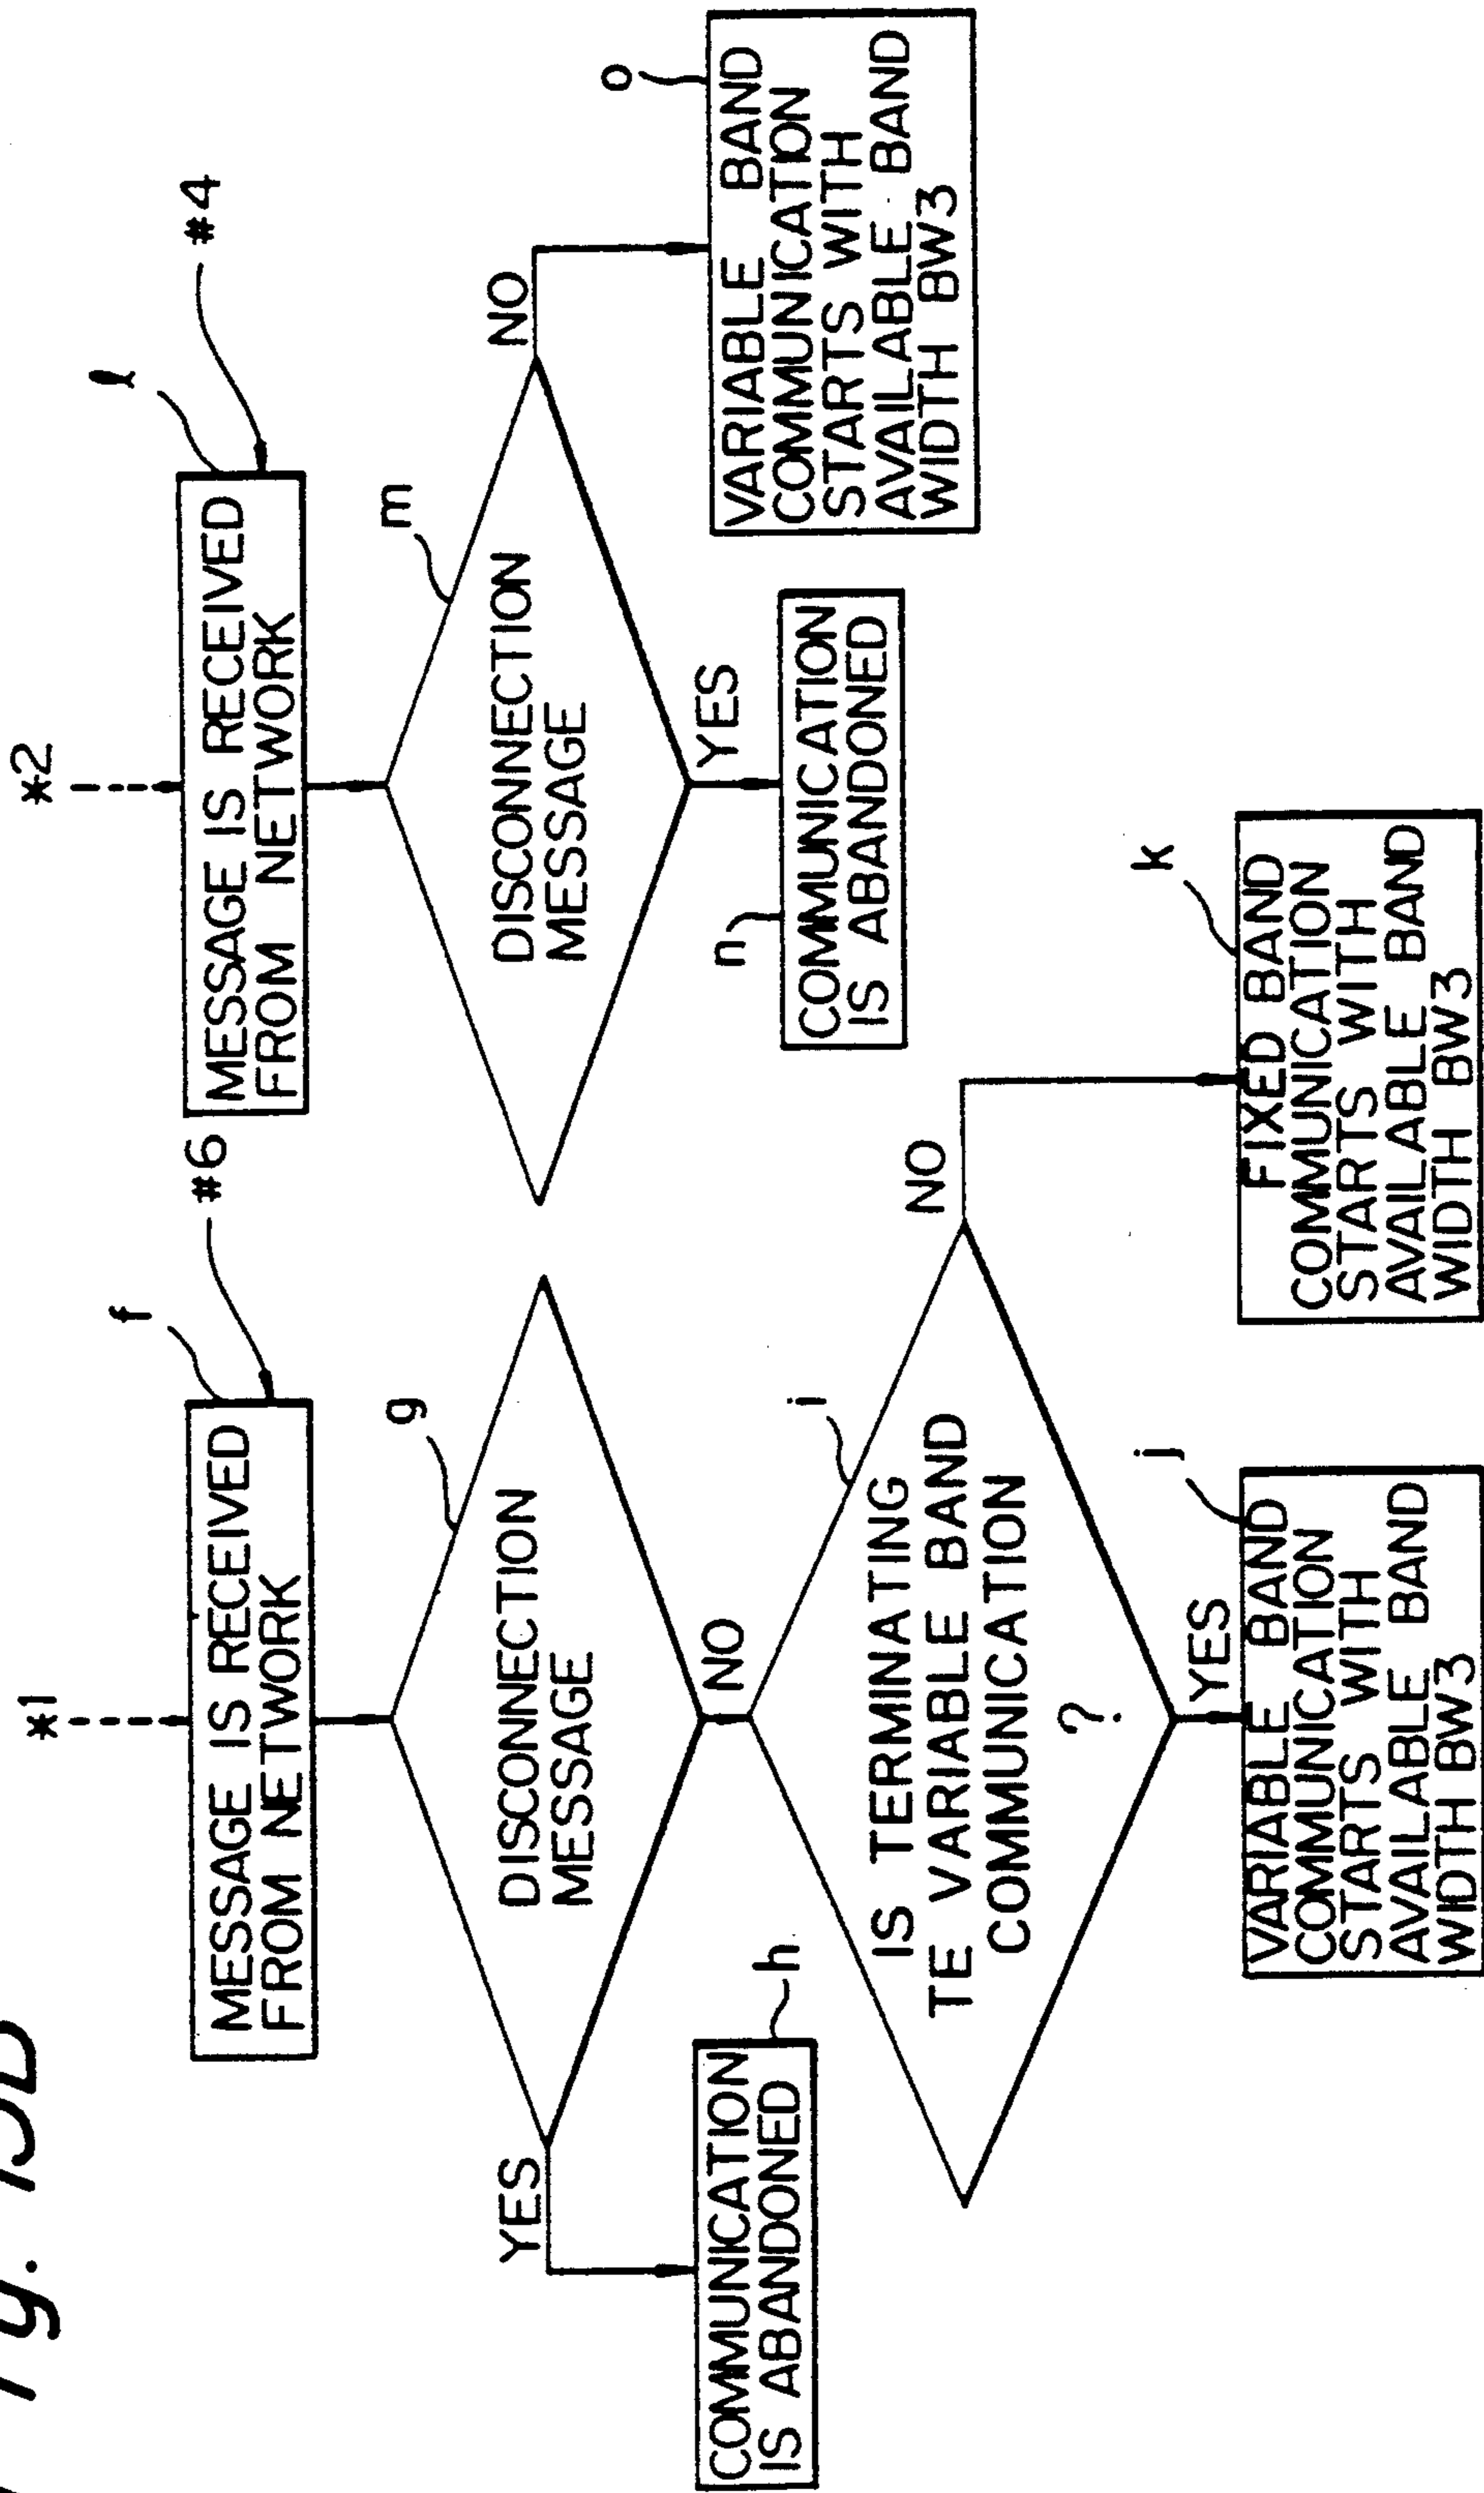 *1
#6
f
MESSAGE IS RECEIVED
FROM NETWORK
g
DISCONNECTION
MESSAGE
YES
h
COMMUNICATION
IS ABANDONED
NO
i
IS TERMINATING
TE VARIABLE BAND
COMMUNICATION
?
YES
j
VARIABLE BAND
COMMUNICATION
STARTS WITH
AVAILABLE BAND
WIDTH BW3
NO
k
FIXED BAND
COMMUNICATION
STARTS WITH
AVAILABLE BAND
WIDTH BW3
*2
#4
l
MESSAGE IS RECEIVED
FROM NETWORK
m
DISCONNECTION
MESSAGE
YES
n
COMMUNICATION
IS ABANDONED
NO
o
VARIABLE BAND
COMMUNICATION
STARTS WITH
AVAILABLE BAND
WIDTH BW3